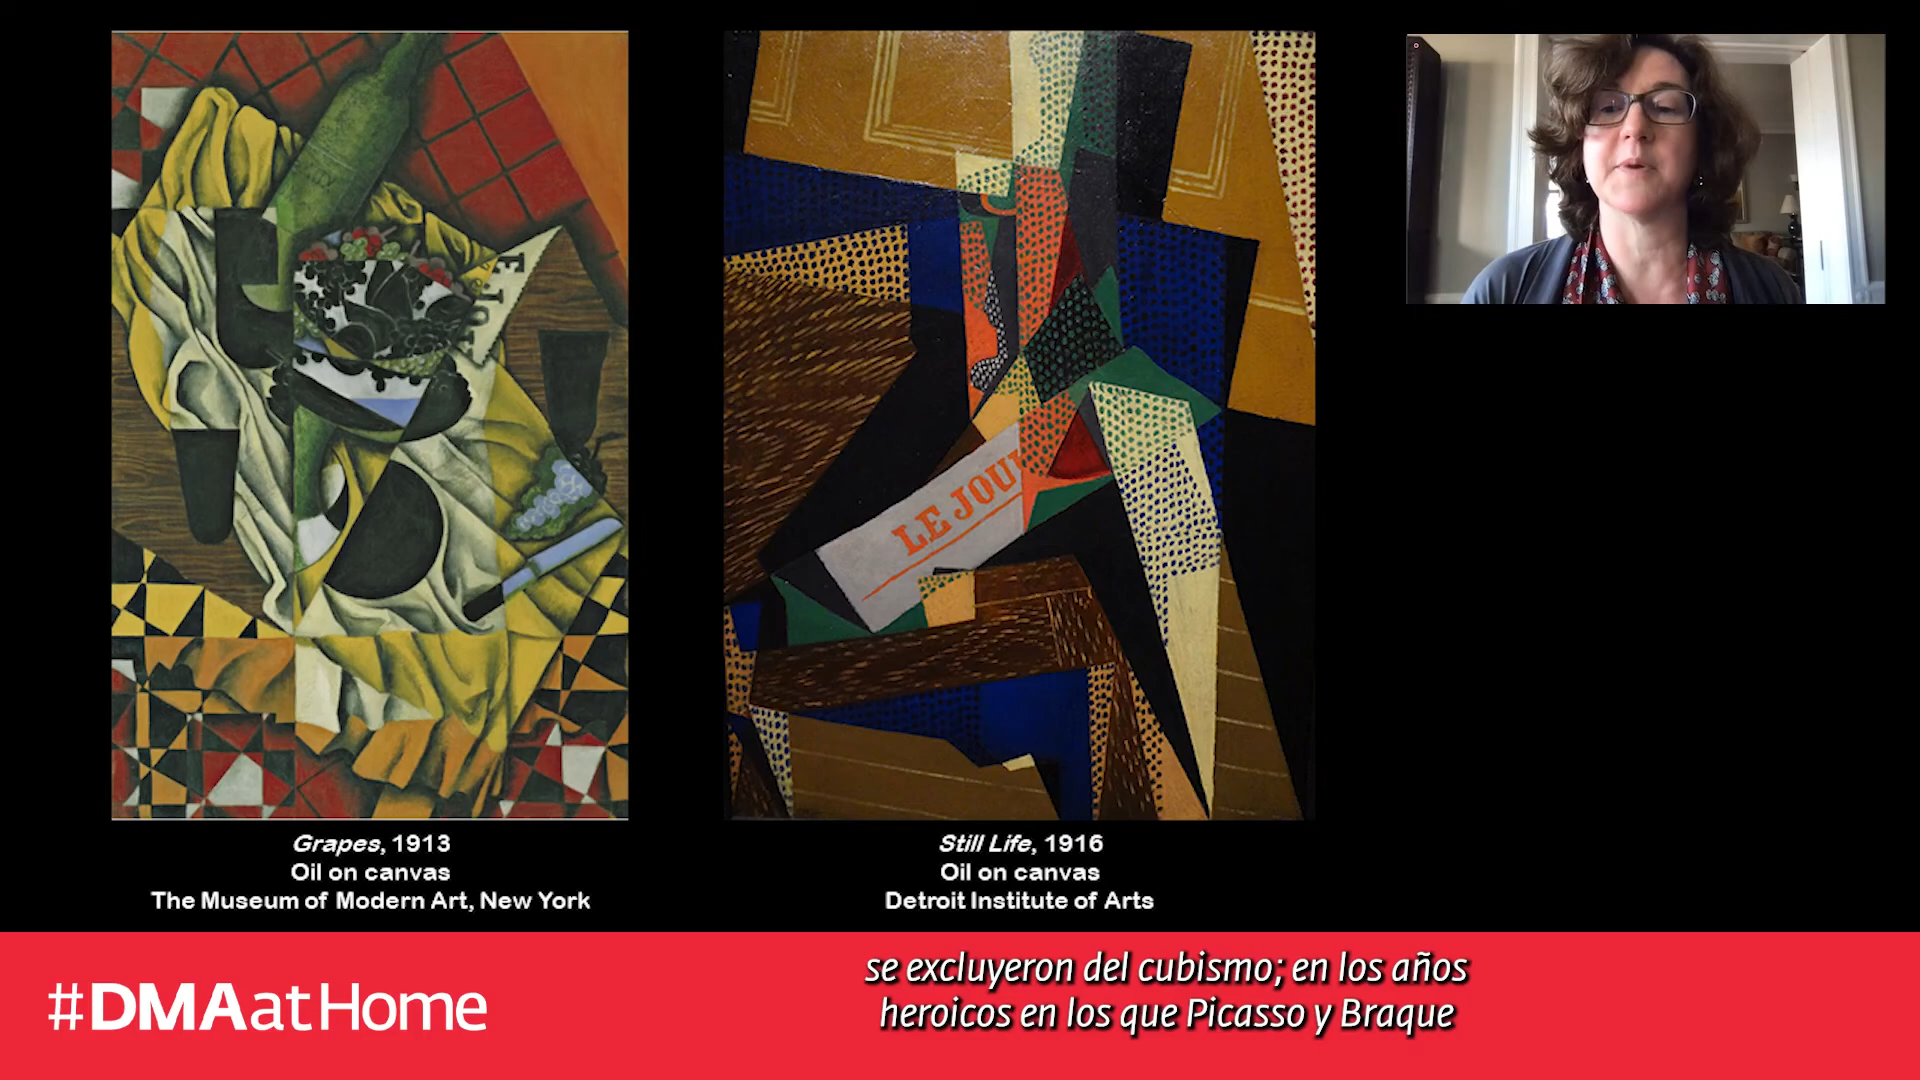 E JOU
LE JOU
Grapes, 1913
Oil on canvas
The Museum of Modern Art, New York
Still Life, 1916
Oil on canvas
Detroit Institute of Arts
#DMAatHome
se excluyeron del cubismo; en los años
heroicos en los que Picasso y Braque